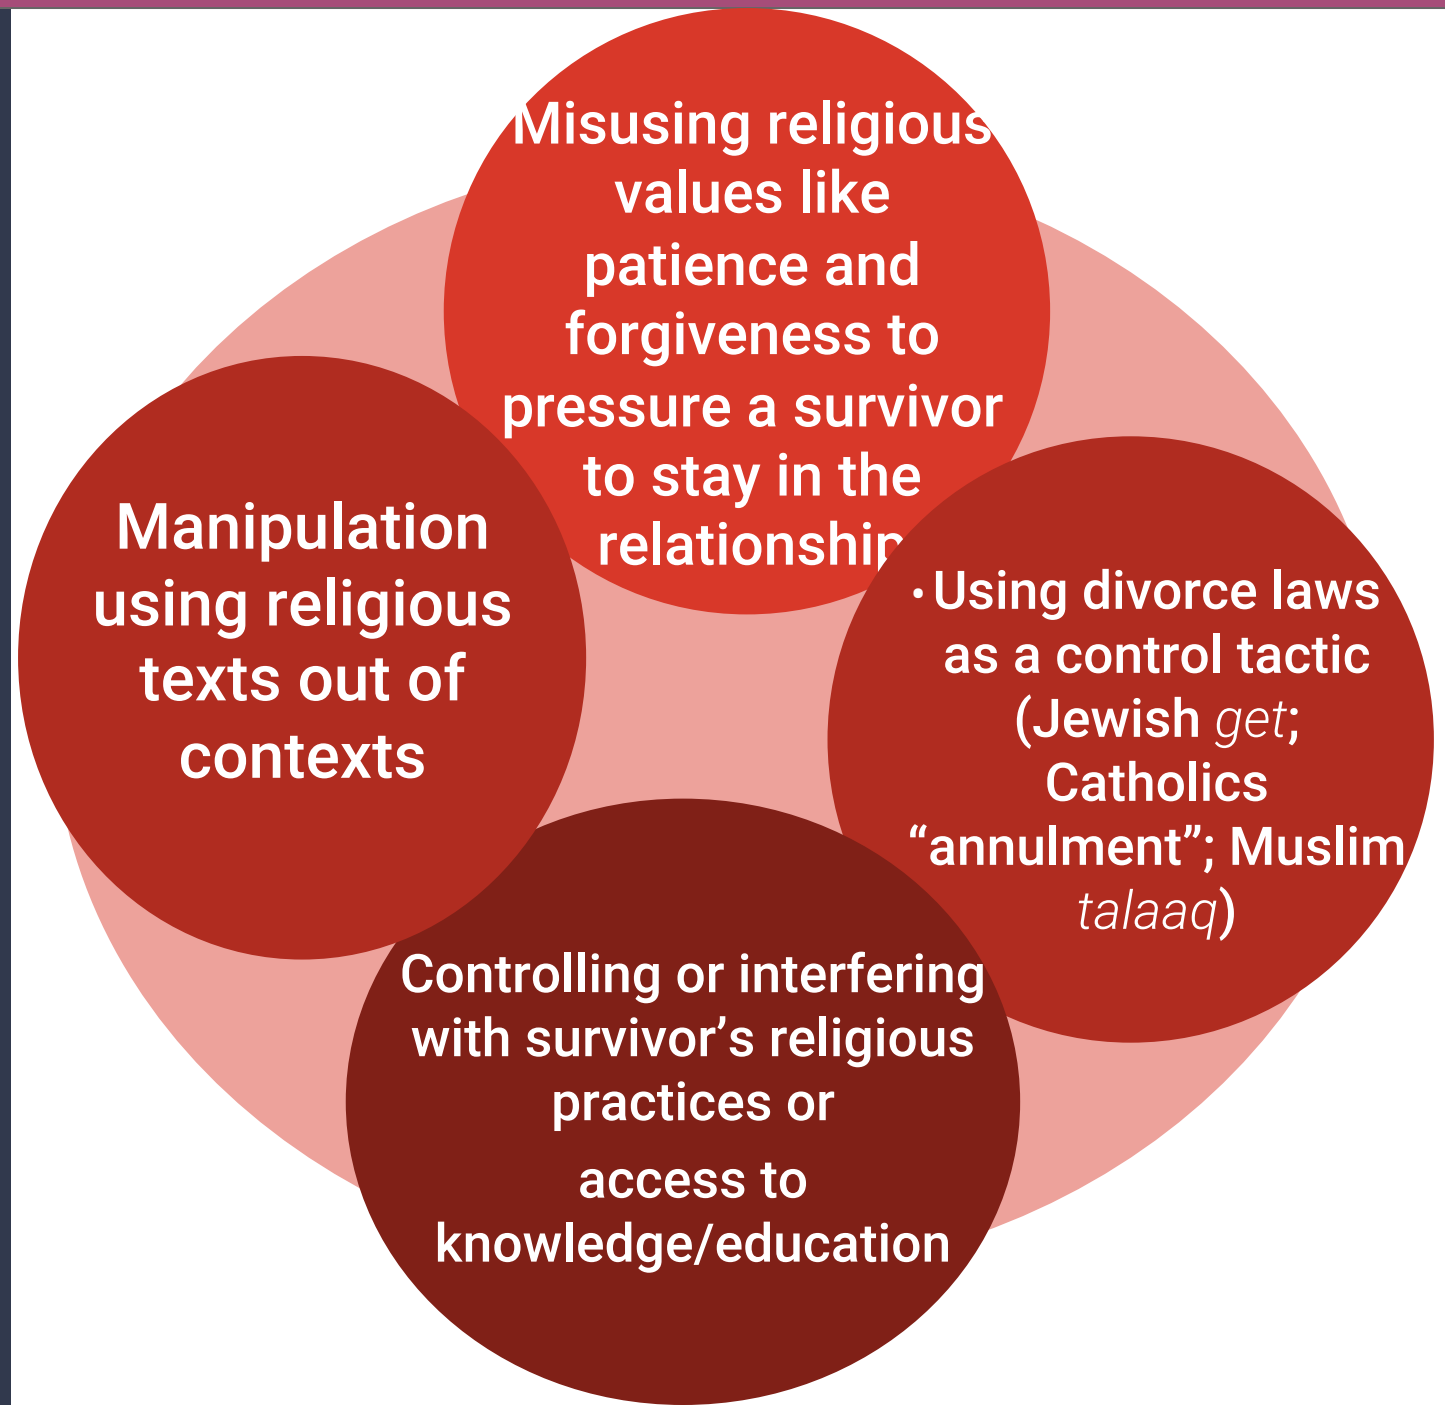 Misusing religious
values like
patience and
forgiveness to
pressure a survivor
to stay in the
relationship
Manipulation
using religious
texts out of
contexts
• Using divorce laws
as a control tactic
(Jewish get;
Catholics
“annulment”; Muslim
talaaq)
Controlling or interfering
with survivor’s religious
practices or
access to
knowledge/education